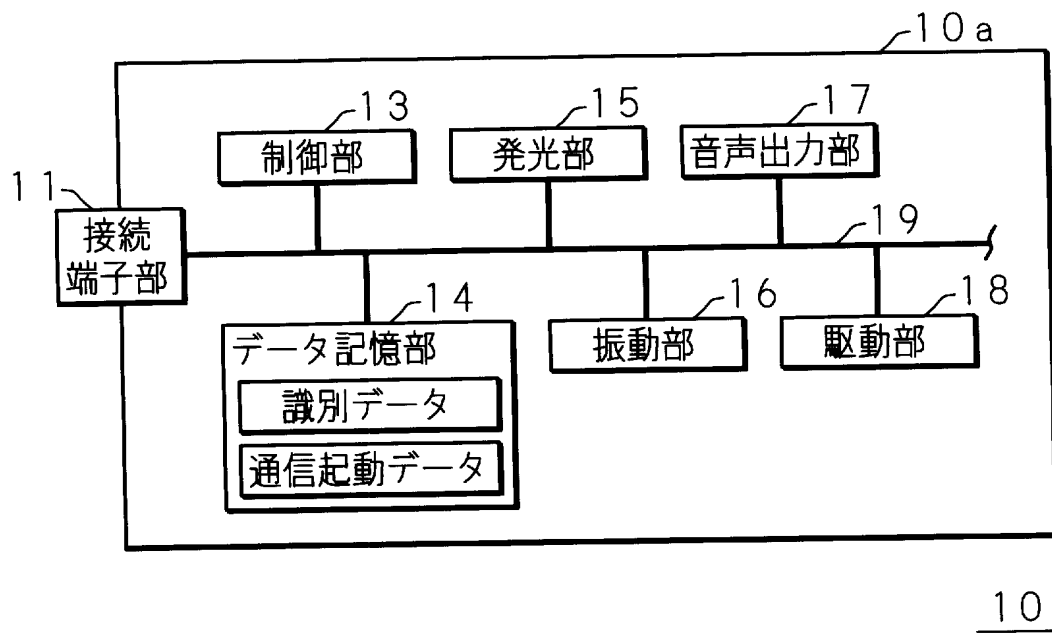 10a
13
15
17
制御部
発光部
音声出力部
11
接続
端子部
19
14
16
18
データ記憶部
振動部
駆動部
識別データ
通信起動データ
10